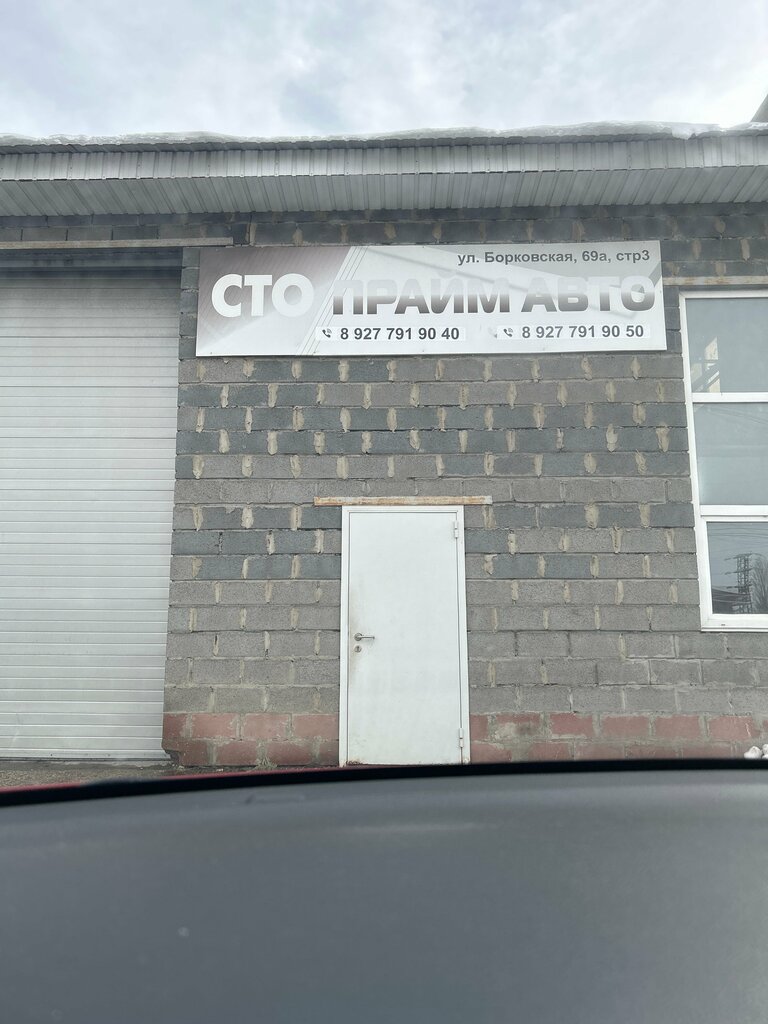 ул. Борковская, 69а, стр3
СТО ПРАЙМ АВТО
8 927 791 90 40 8 927 791 90 50